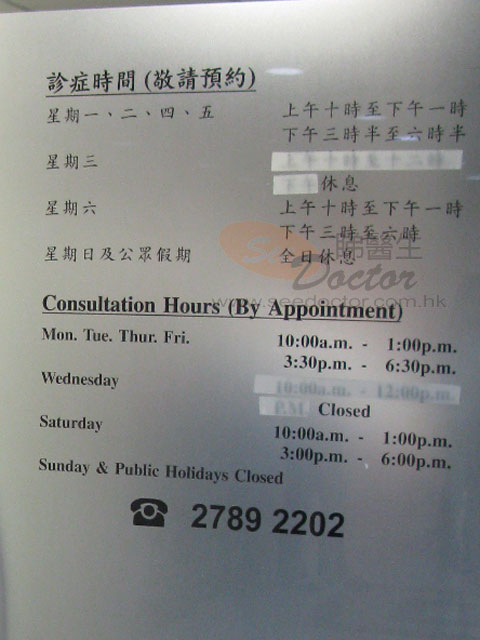 診症時間 (敬請預約)
星期一、二、四、五 上午十時至下午一時
下午三時半至六時半
星期三
休息
星期六 上午十時至下午一時
下午三時至六時
星期日及公眾假期 全日休息
See 睇醫生
Doctor
www.seedoctor.com.hk
Consultation Hours (By Appointment)
Mon. Tue. Thur. Fri. 10:00a.m. - 1:00p.m.
3:30p.m. - 6:30p.m.
Wednesday 10:00a.m. - 12:00p.m.
P.M. Closed
Saturday 10:00a.m. - 1:00p.m.
3:00p.m. - 6:00p.m.
Sunday & Public Holidays Closed
☎ 2789 2202